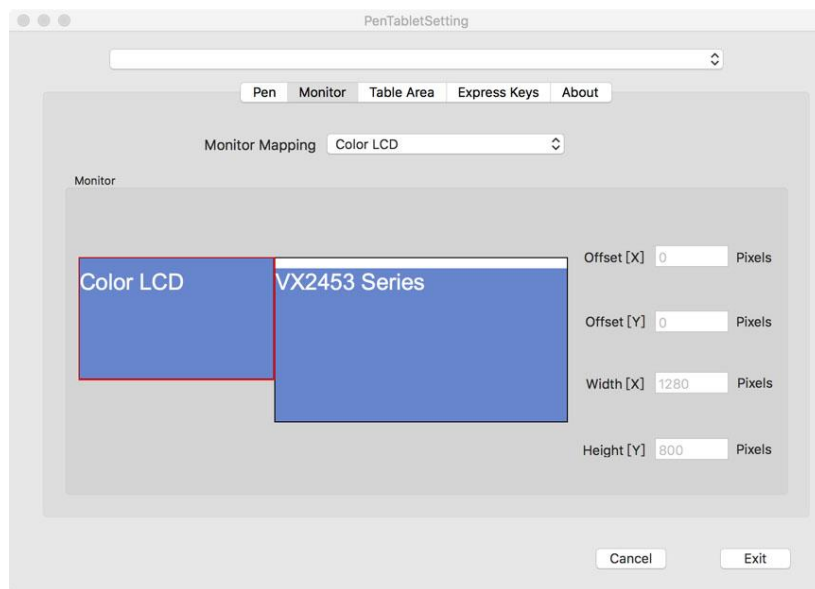 PenTabletSetting
Pen Monitor Table Area Express Keys About
Monitor Mapping Color LCD
Monitor
Color LCD VX2453 Series
Offset [X] 0 Pixels
Offset [Y] 0 Pixels
Width [X] 1280 Pixels
Height [Y] 800 Pixels
Cancel Exit